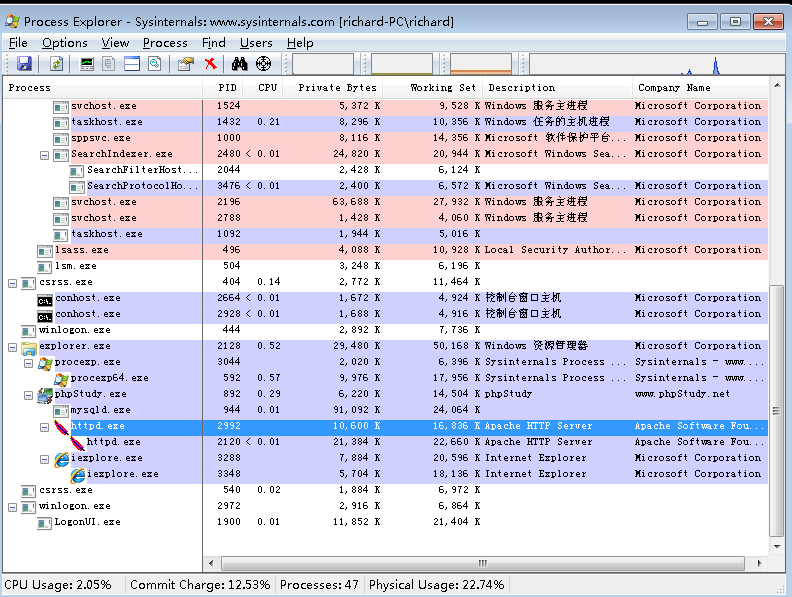 Process Explorer - Sysinternals: www.sysinternals.com [richard-PC\richard]
File Options View Process Find Users Help
Process PID CPU Private Bytes Working Set Description Company Name
svchost.exe 1524 5,372 K 9,528 K Windows 服务主进程 Microsoft Corporation
taskhost.exe 1432 0.21 8,296 K 10,356 K Windows 任务的主机进程 Microsoft Corporation
sppsvc.exe 1000 8,116 K 14,356 K Microsoft 软件保护平台... Microsoft Corporation
SearchIndexer.exe 2480 < 0.01 24,820 K 20,944 K Microsoft Windows Sea... Microsoft Corporation
SearchFilterHost... 2044 2,428 K 6,124 K
SearchProtocolHo... 3476 < 0.01 2,400 K 6,572 K Microsoft Windows Sea... Microsoft Corporation
svchost.exe 2196 63,688 K 27,932 K Windows 服务主进程 Microsoft Corporation
svchost.exe 2788 1,428 K 4,060 K Windows 服务主进程 Microsoft Corporation
taskhost.exe 1092 1,944 K 5,016 K
lsass.exe 496 4,088 K 10,928 K Local Security Author... Microsoft Corporation
lsm.exe 504 3,248 K 6,196 K
csrss.exe 404 0.14 2,772 K 11,464 K
conhost.exe 2664 < 0.01 1,672 K 4,924 K 控制台窗口主机 Microsoft Corporation
conhost.exe 2928 < 0.01 1,688 K 4,916 K 控制台窗口主机 Microsoft Corporation
winlogon.exe 444 2,892 K 7,736 K
explorer.exe 2128 0.52 29,480 K 50,168 K Windows 资源管理器 Microsoft Corporation
procexp.exe 3044 2,020 K 6,396 K Sysinternals Process ... Sysinternals - www....
procexp64.exe 592 0.57 9,976 K 17,956 K Sysinternals Process ... Sysinternals - www....
phpStudy.exe 892 0.29 6,220 K 14,504 K phpStudy www.phpStudy.net
mysqld.exe 944 0.01 91,092 K 24,064 K
httpd.exe 2992 10,600 K 16,836 K Apache HTTP Server Apache Software Fou...
httpd.exe 2120 < 0.01 21,384 K 22,660 K Apache HTTP Server Apache Software Fou...
iexplore.exe 3288 7,884 K 20,596 K Internet Explorer Microsoft Corporation
iexplore.exe 3348 5,704 K 18,136 K Internet Explorer Microsoft Corporation
csrss.exe 540 0.02 1,884 K 6,972 K
winlogon.exe 2972 2,916 K 6,864 K
LogonUI.exe 1900 0.01 11,852 K 21,404 K
CPU Usage: 2.05% Commit Charge: 12.53% Processes: 47 Physical Usage: 22.74%